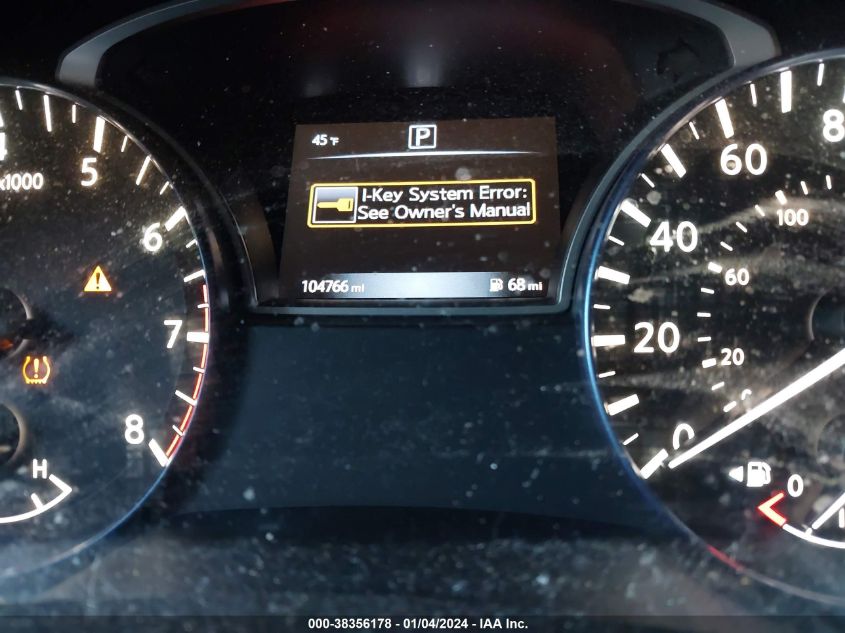 45 °F
P
I-Key System Error:
See Owner's Manual
104766 mi
68 mi
x1000
5
6
7
8
H
80
60
40
20
0
100
60
20
0
000-38356178 - 01/04/2024 - IAA Inc.